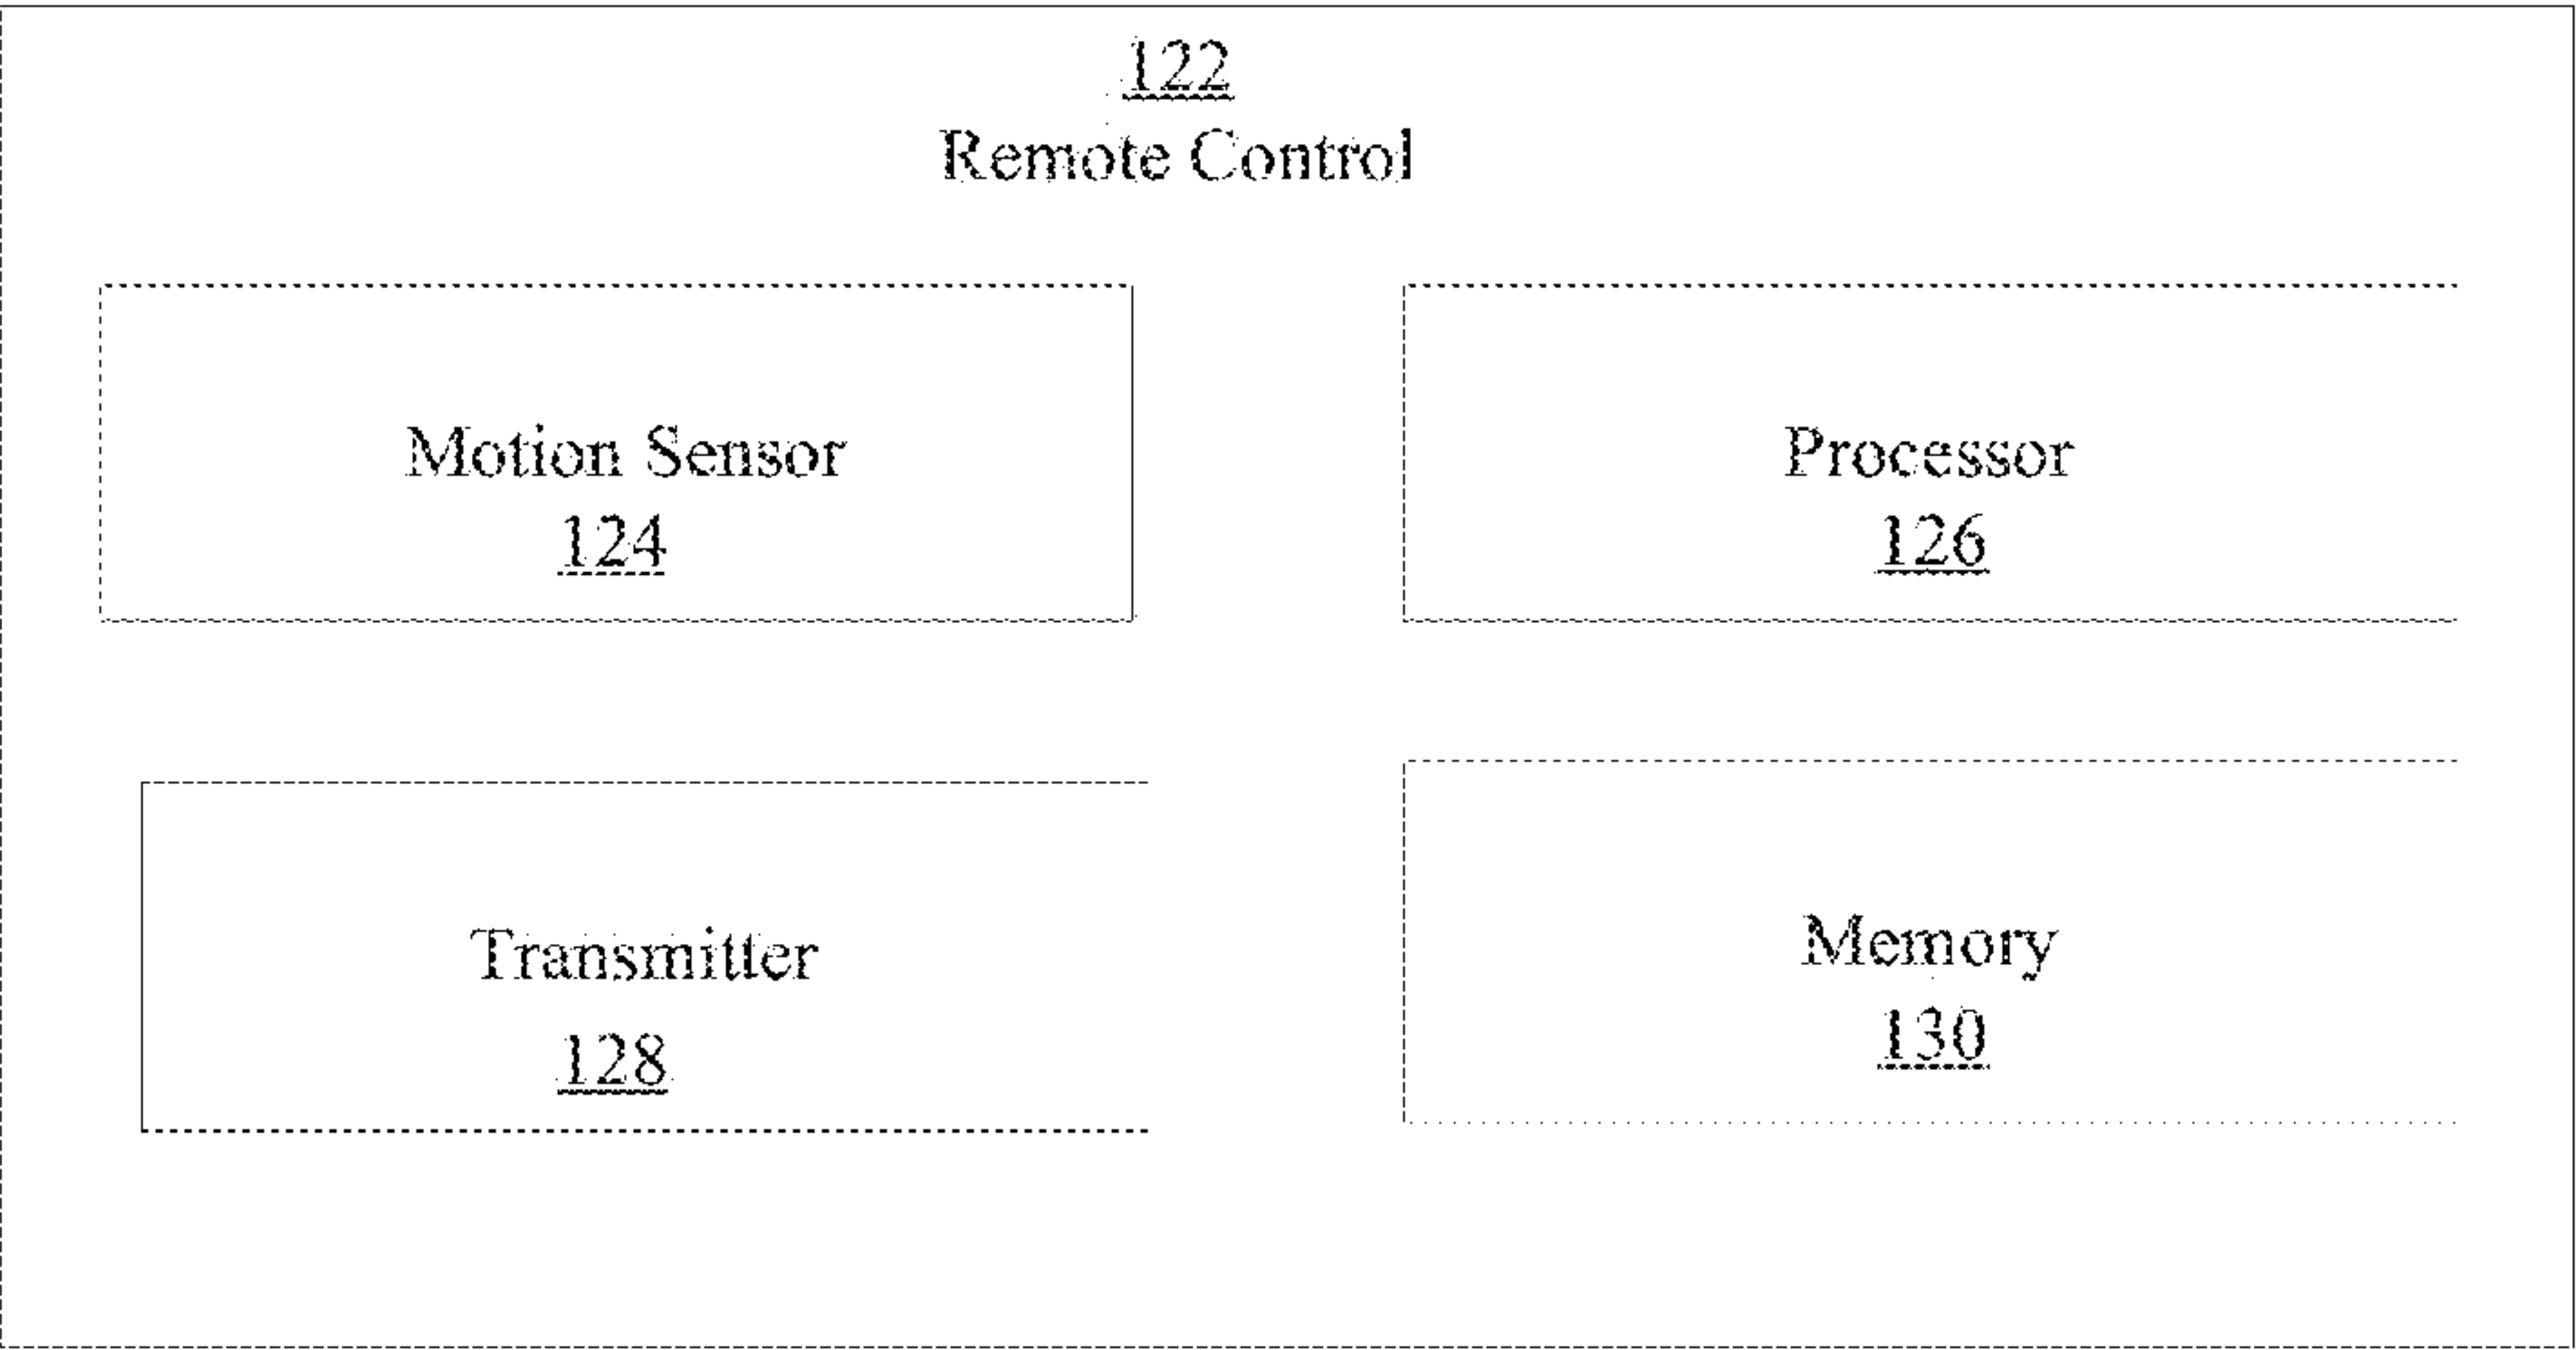 122
Remote Control
Motion Sensor
124
Processor
126
Transmitter
128
Memory
130